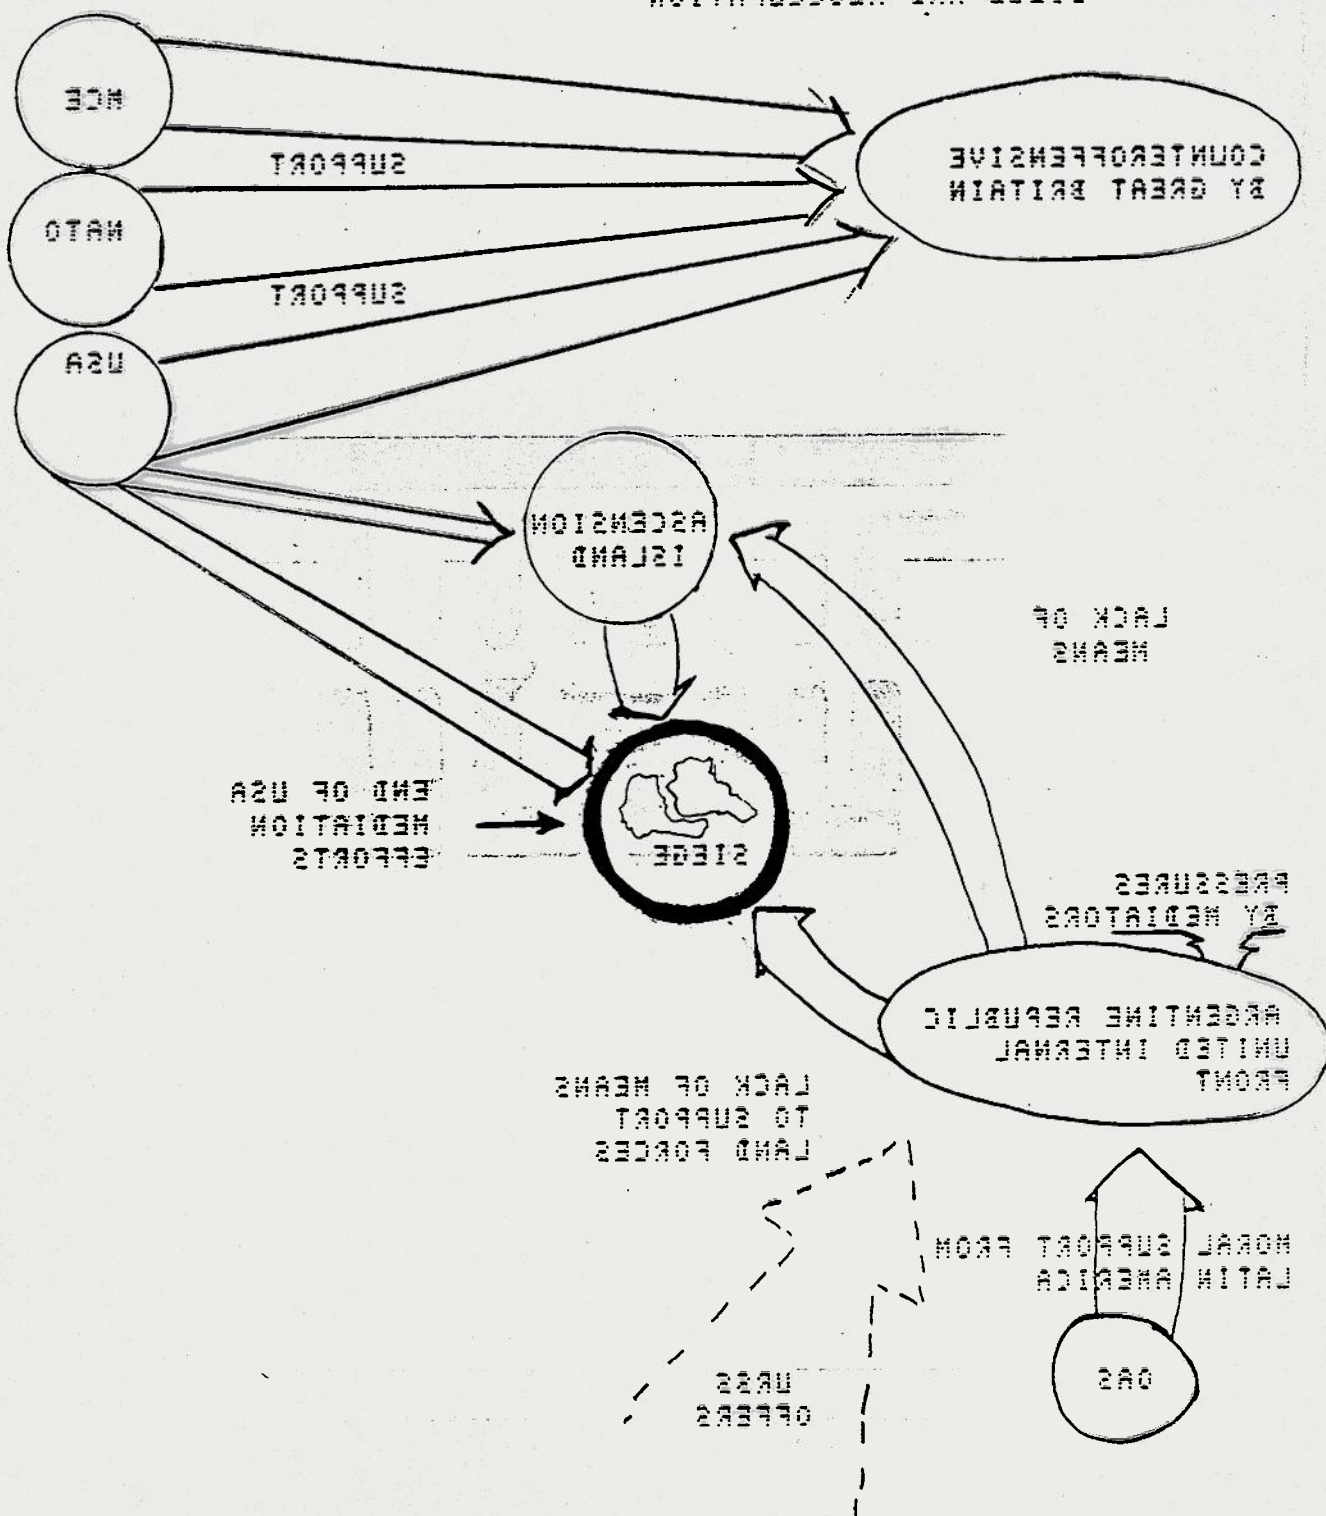 MCE
COUNTEROFFENSIVE
BY GREAT BRITAIN
SUPPORT
NATO
SUPPORT
USA
ASCENSION
ISLAND
LACK OF
MEANS
END OF USA
MEDIATION
EFFORTS
SIEGE
PRESSURES
BY MEDIATORS
ARGENTINE REPUBLIC
UNITED INTERNAL
FRONT
LACK OF MEANS
TO SUPPORT
LAND FORCES
MORAL SUPPORT FROM
LATIN AMERICA
OAS
URSS
OFFERS